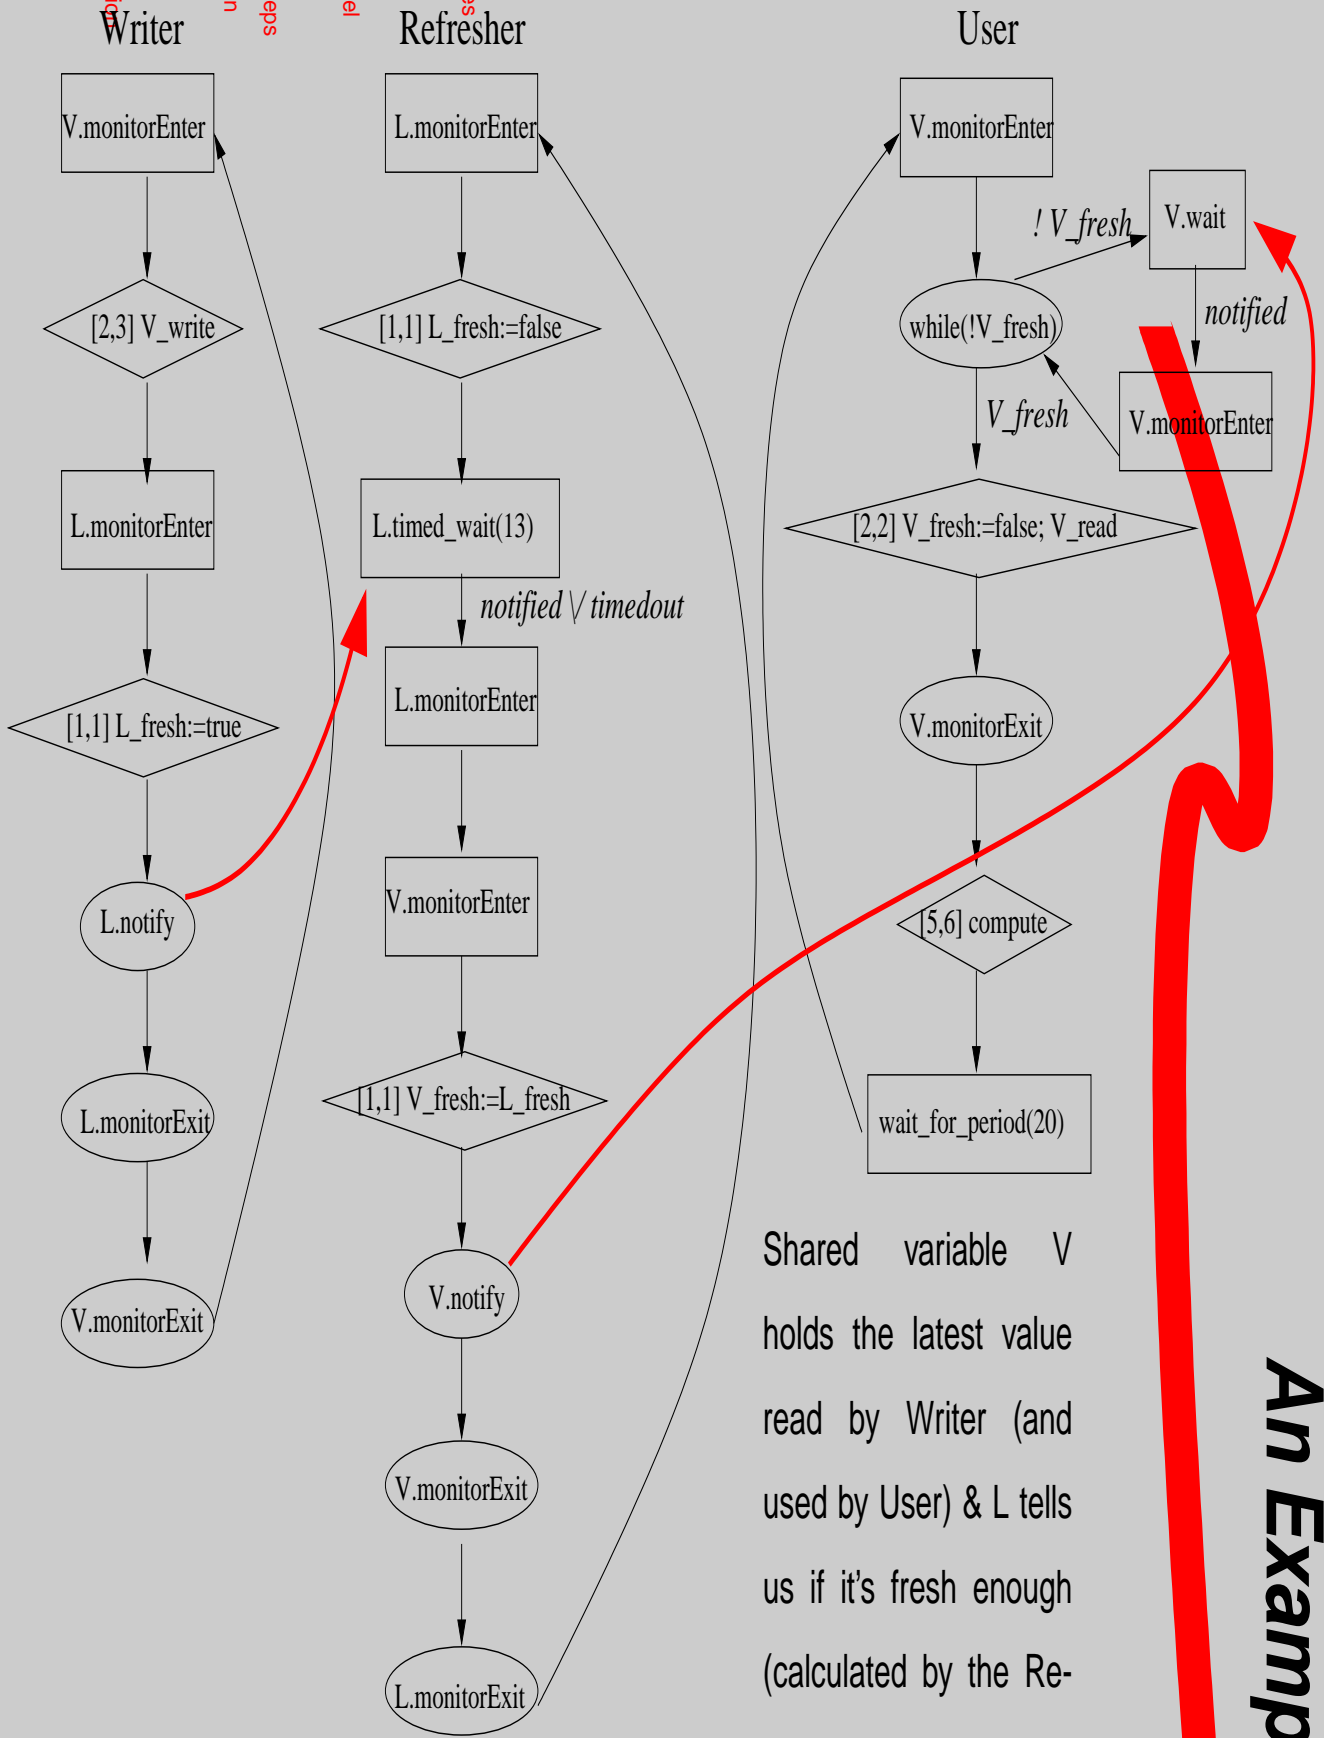 Writer
V.monitorEnter
[2,3] V_write
L.monitorEnter
[1,1] L_fresh:=true
L.notify
L.monitorExit
V.monitorExit
Refresher
L.monitorEnter
[1,1] L_fresh:=false
L.timed_wait(13)
notified \/ timedout
L.monitorEnter
V.monitorEnter
[1,1] V_fresh:=L_fresh
V.notify
V.monitorExit
L.monitorExit
User
V.monitorEnter
! V_fresh
V.wait
notified
while(!V_fresh)
V.monitorEnter
V_fresh
[2,2] V_fresh:=false; V_read
V.monitorExit
[5,6] compute
wait_for_period(20)
Shared variable V
holds the latest value
read by Writer (and
used by User) & L tells
us if it's fresh enough
(calculated by the Re-
An Examp